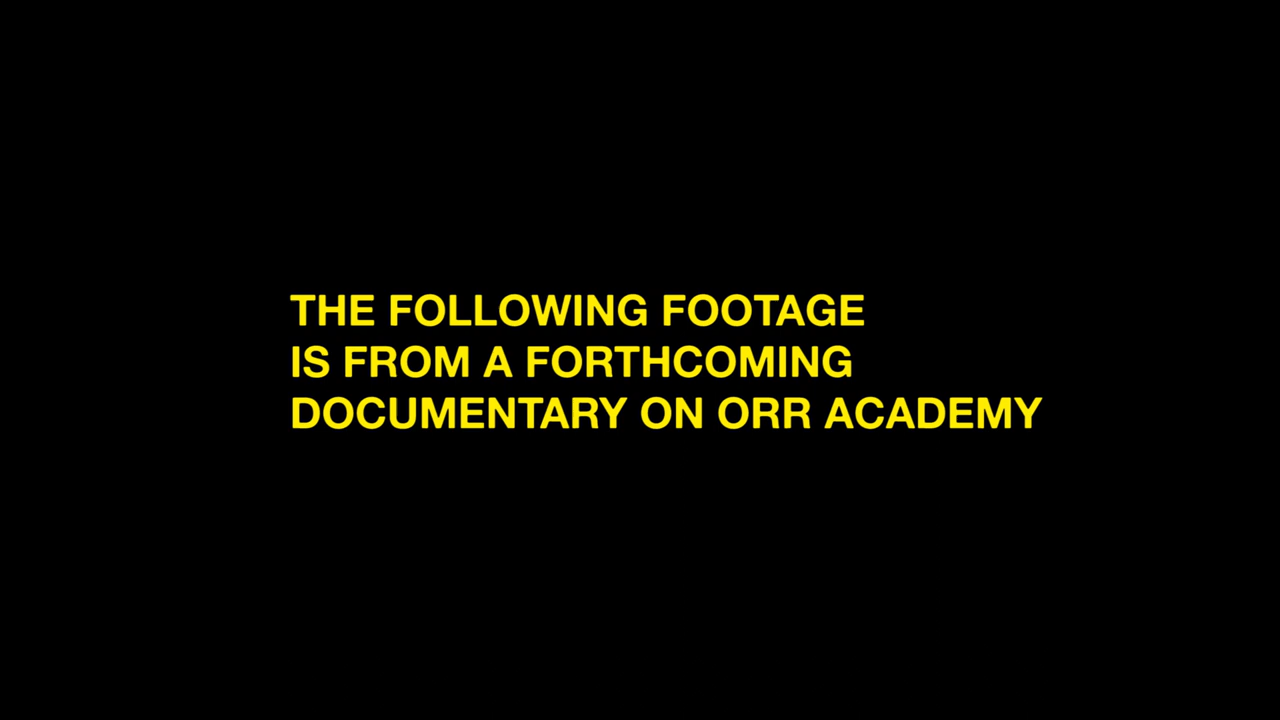 THE FOLLOWING FOOTAGE
IS FROM A FORTHCOMING
DOCUMENTARY ON ORR ACADEMY